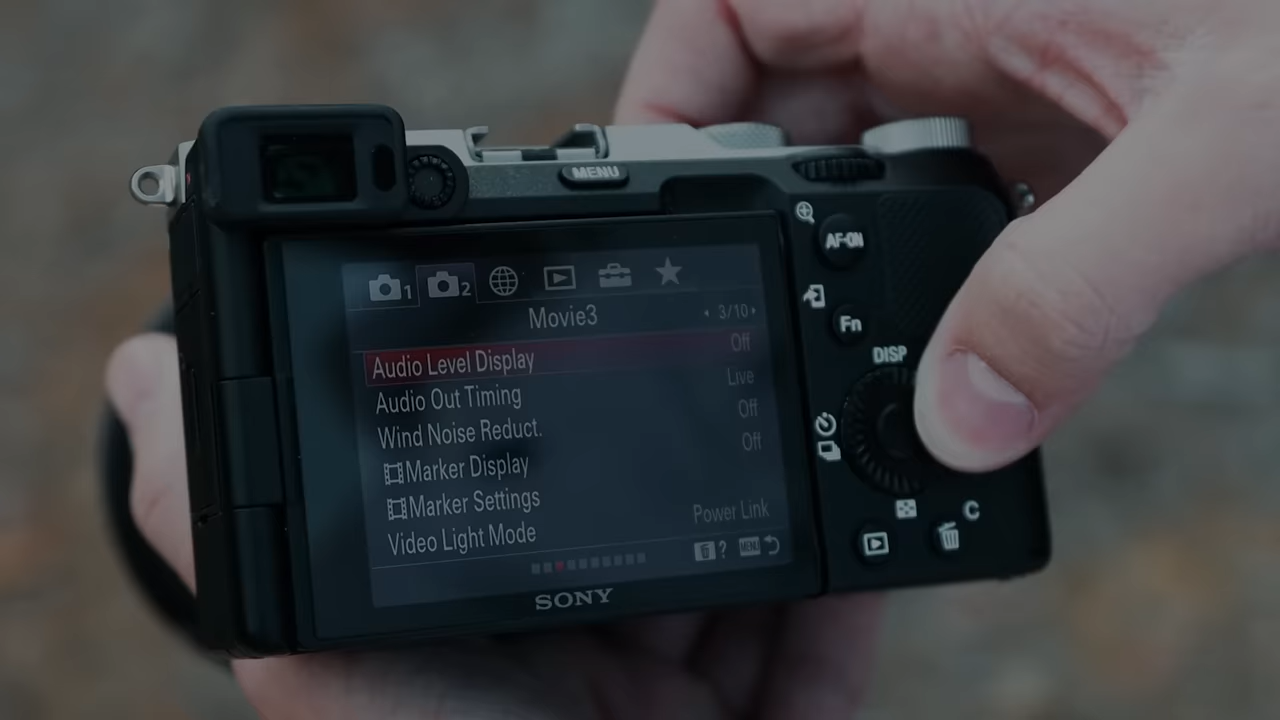 MENU
AF-ON
1
2
Movie3
3/10
Fn
Audio Level Display Off
DISP
Audio Out Timing Live
Wind Noise Reduct. Off
Marker Display Off
Marker Settings
Video Light Mode Power Link
? MENU
C
SONY